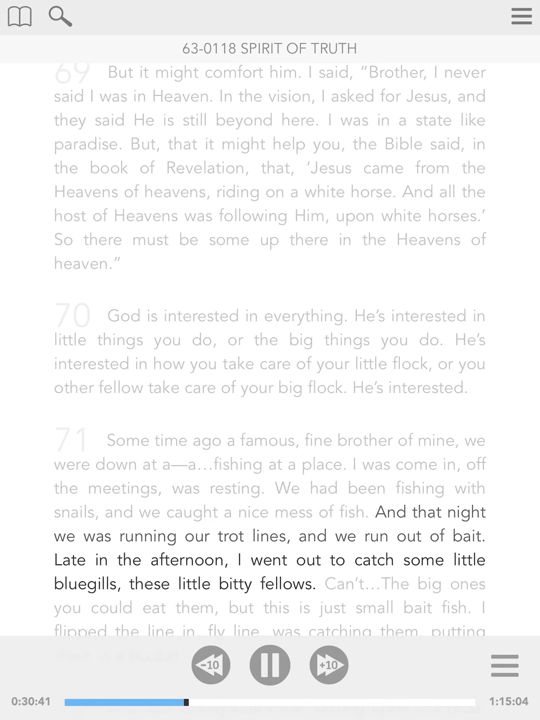 63-0118 SPIRIT OF TRUTH
69 But it might comfort him. I said, “Brother, I never
said I was in Heaven. In the vision, I asked for Jesus, and
they said He is still beyond here. I was in a state like
paradise. But, that it might help you, the Bible said, in
the book of Revelation, that, ‘Jesus came from the
Heavens of heavens, riding on a white horse. And all the
host of Heavens was following Him, upon white horses.’
So there must be some up there in the Heavens of
heaven.”
70 God is interested in everything. He’s interested in
little things you do, or the big things you do. He’s
interested in how you take care of your little flock, or you
other fellow take care of your big flock. He’s interested.
71 Some time ago a famous, fine brother of mine, we
were down at a—a…fishing at a place. I was come in, off
the meetings, was resting. We had been fishing with
snails, and we caught a nice mess of fish. And that night
we was running our trot lines, and we run out of bait.
Late in the afternoon, I went out to catch some little
bluegills, these little bitty fellows. Can’t…The big ones
you could eat them, but this is just small bait fish. I
flipped the line in, fly line, was catching them, putting
-10 +10
0:30:41 1:15:04